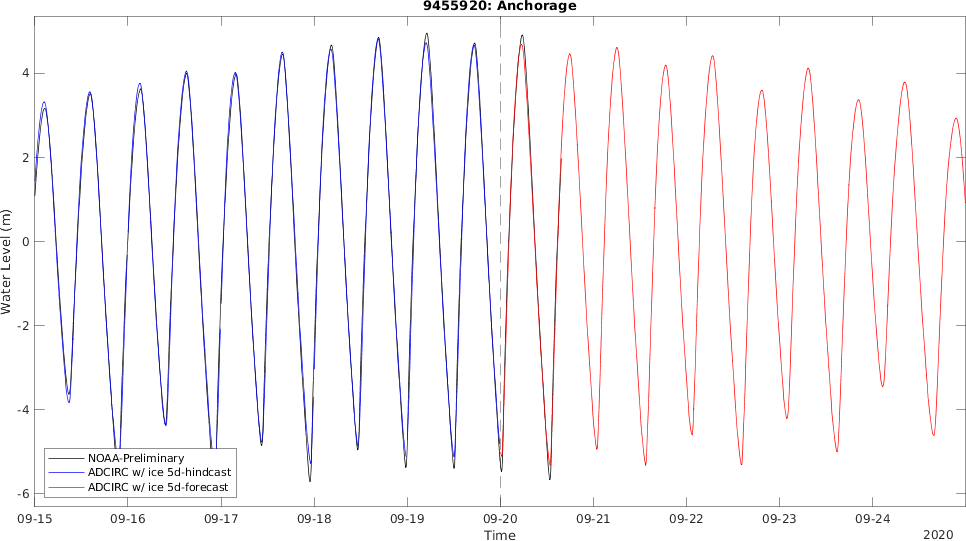 9455920: Anchorage
4
2
0
-2
-4
-6
Water Level (m)
NOAA-Preliminary
ADCIRC w/ ice 5d-hindcast
ADCIRC w/ ice 5d-forecast
09-15 09-16 09-17 09-18 09-19 09-20 09-21 09-22 09-23 09-24
Time
2020